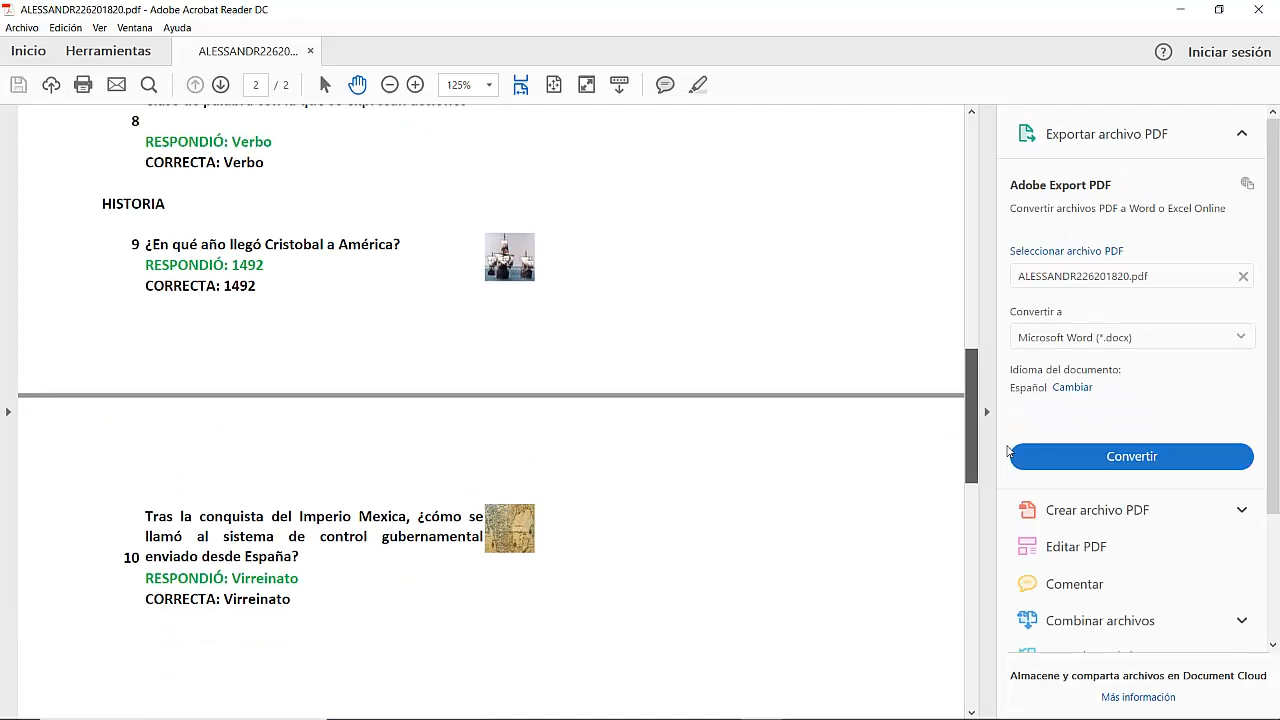 ALESSANDR226201820.pdf - Adobe Acrobat Reader DC
Archivo Edición Ver Ventana Ayuda
Inicio Herramientas ALESSANDR22620... × Iniciar sesión
2 / 2 125%
8
RESPONDIÓ: Verbo
CORRECTA: Verbo
HISTORIA
9 ¿En qué año llegó Cristobal a América?
RESPONDIÓ: 1492
CORRECTA: 1492
Tras la conquista del Imperio Mexica, ¿cómo se
llamó al sistema de control gubernamental
10 enviado desde España?
RESPONDIÓ: Virreinato
CORRECTA: Virreinato
Exportar archivo PDF
Adobe Export PDF
Convertir archivos PDF a Word o Excel Online
Seleccionar archivo PDF
ALESSANDR226201820.pdf
Convertir a
Microsoft Word (*.docx)
Idioma del documento:
Español Cambiar
Convertir
Crear archivo PDF
Editar PDF
Comentar
Combinar archivos
Almacene y comparta archivos en Document Cloud
Más información